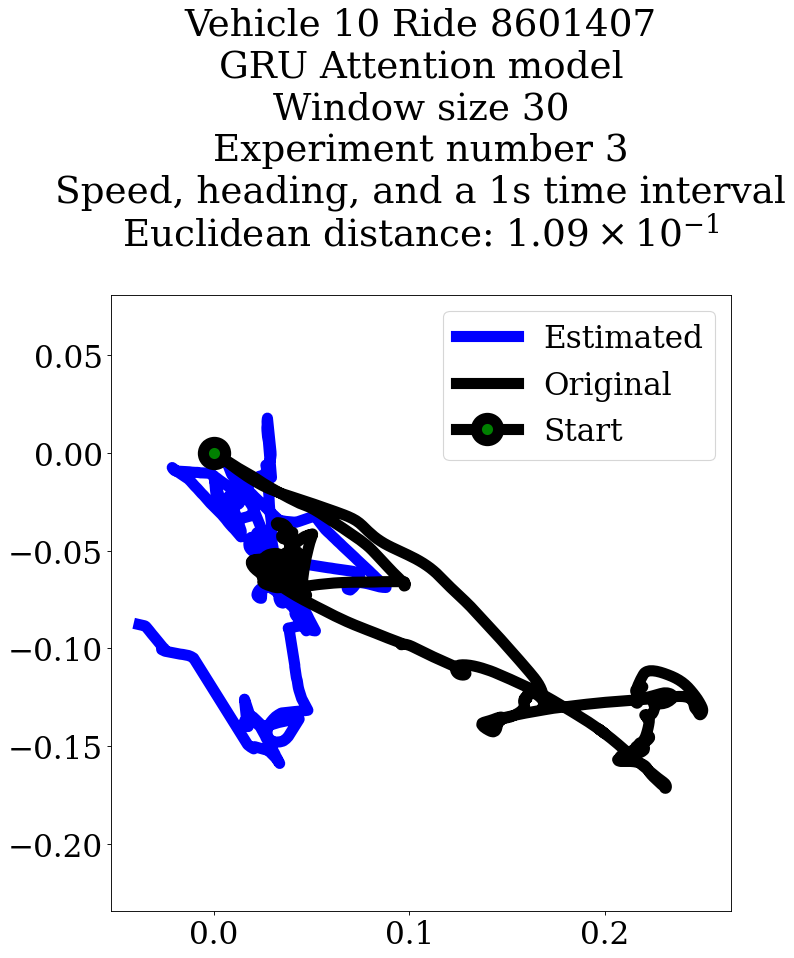 Vehicle 10 Ride 8601407
GRU Attention model
Window size 30
Experiment number 3
Speed, heading, and a 1s time interval
Euclidean distance: 1.09 × 10⁻¹
Estimated
Original
Start
0.05
0.00
−0.05
−0.10
−0.15
−0.20
0.0 0.1 0.2